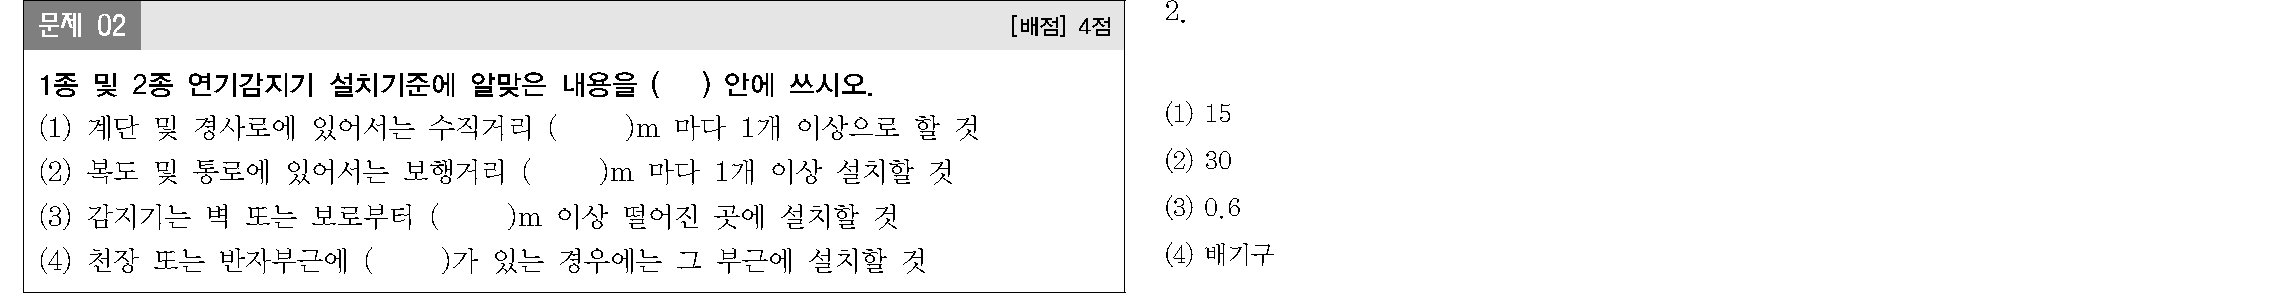 문제 02
[배점] 4점
1종 및 2종 연기감지기 설치기준에 알맞은 내용을 (    ) 안에 쓰시오.
(1) 계단 및 경사로에 있어서는 수직거리 (    )m 마다 1개 이상으로 할 것
(2) 복도 및 통로에 있어서는 보행거리 (    )m 마다 1개 이상 설치할 것
(3) 감지기는 벽 또는 보로부터 (    )m 이상 떨어진 곳에 설치할 것
(4) 천장 또는 반자부근에 (    )가 있는 경우에는 그 부근에 설치할 것
2.
(1) 15
(2) 30
(3) 0.6
(4) 배기구